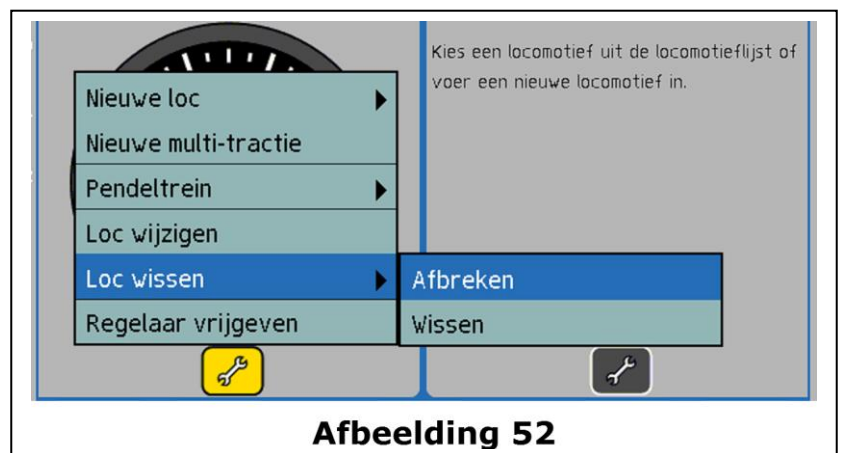 Kies een locomotief uit de locomotieflijst of
voer een nieuwe locomotief in.
Nieuwe loc
Nieuwe multi-tractie
Pendeltrein
Loc wijzigen
Loc wissen
Afbreken
Regelaar vrijgeven
Wissen
Afbeelding 52